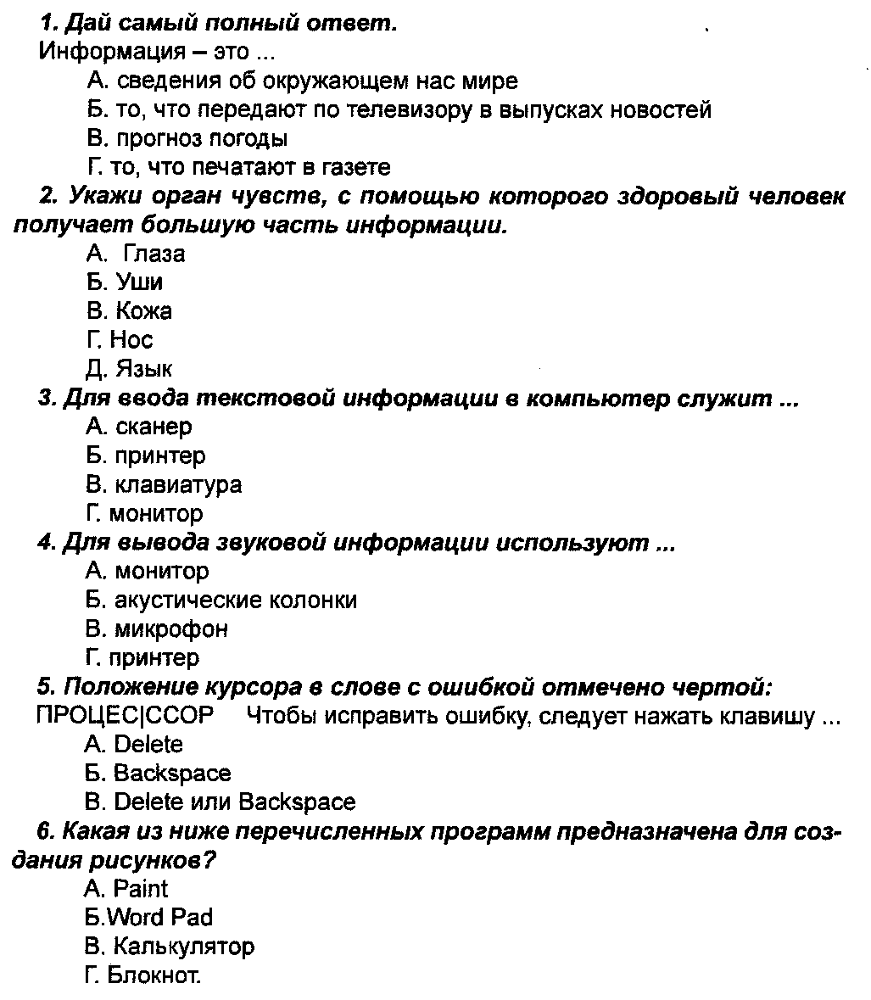 1. Дай самый полный ответ.
Информация – это ...
А. сведения об окружающем нас мире
Б. то, что передают по телевизору в выпусках новостей
В. прогноз погоды
Г. то, что печатают в газете
2. Укажи орган чувств, с помощью которого здоровый человек
получает большую часть информации.
А. Глаза
Б. Уши
В. Кожа
Г. Нос
Д. Язык
3. Для ввода текстовой информации в компьютер служит ...
А. сканер
Б. принтер
В. клавиатура
Г. монитор
4. Для вывода звуковой информации используют ...
А. монитор
Б. акустические колонки
В. микрофон
Г. принтер
5. Положение курсора в слове с ошибкой отмечено чертой:
ПРОЦЕС|ССОР Чтобы исправить ошибку, следует нажать клавишу ...
А. Delete
Б. Backspace
В. Delete или Backspace
6. Какая из ниже перечисленных программ предназначена для соз-
дания рисунков?
А. Paint
Б.Word Pad
В. Калькулятор
Г. Блокнот.